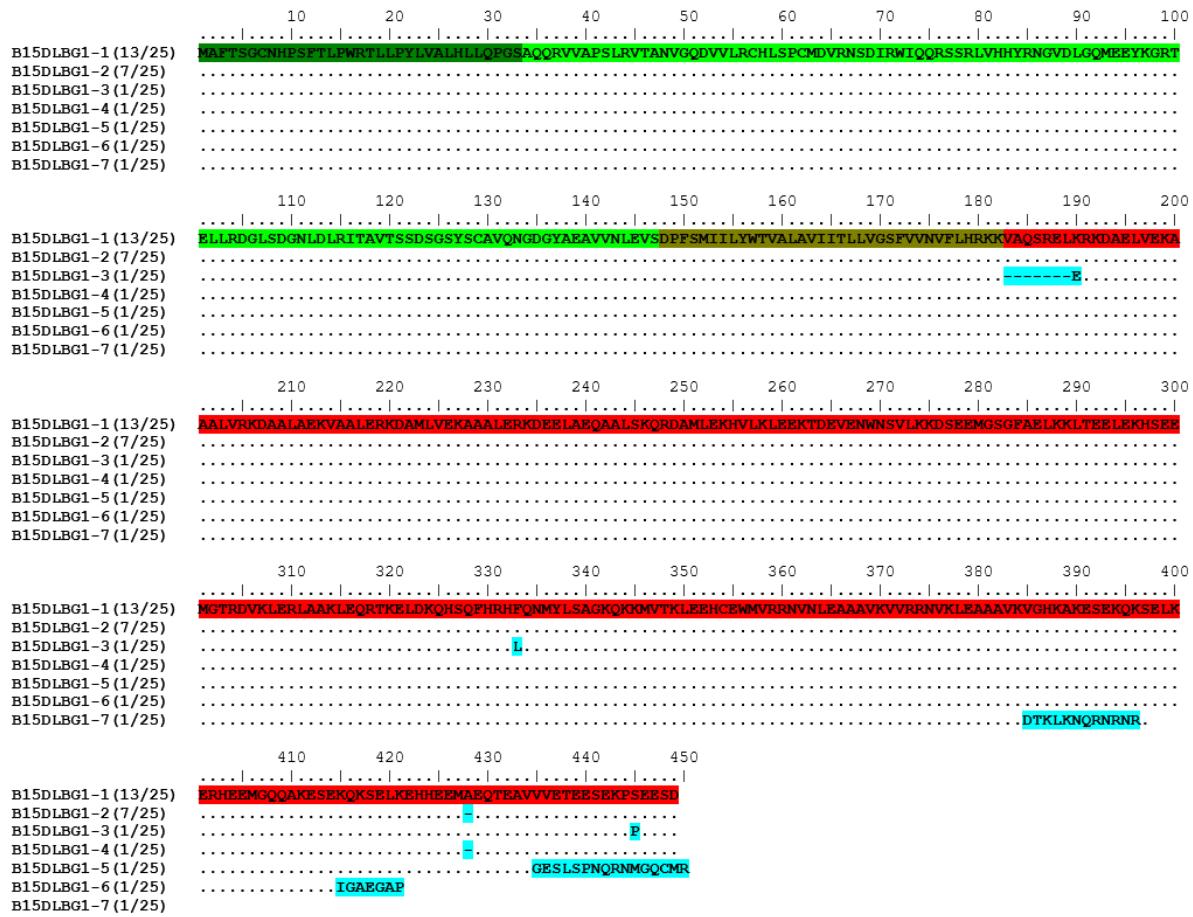 10 20 30 40 50 60 70 80 90 100
B15DLBG1-1(13/25) MAFTSGCNHPSFTLPWRTLLPYLVALHLLQPGSAQQRVVAPSLRVTANVGQDVVLRCHLSPCMDVRNSDIRWIQQRSSRLVHHYRNGVDLGQMEEYKGRT
B15DLBG1-2(7/25)
B15DLBG1-3(1/25)
B15DLBG1-4(1/25)
B15DLBG1-5(1/25)
B15DLBG1-6(1/25)
B15DLBG1-7(1/25)
110 120 130 140 150 160 170 180 190 200
B15DLBG1-1(13/25) ELLRDGLSDGNLDLRITAVTSSDSGSYSCAVQNGDGYAEAVVNLEVSDPFSMIILYWTVALAVIITLLVGSFVVNVFLHRKKVAQSRELKRKDAELVEKA
B15DLBG1-2(7/25)
B15DLBG1-3(1/25) -------E
B15DLBG1-4(1/25)
B15DLBG1-5(1/25)
B15DLBG1-6(1/25)
B15DLBG1-7(1/25)
210 220 230 240 250 260 270 280 290 300
B15DLBG1-1(13/25) AALVRKDAALAEKVAALERKDAMLVEKAAALERKDEELAEQAALSKQRDAMLEKHVLKLEEKTDEVENWNSVLKKDSEEMGSGFAELKKLTEELEKHSEE
B15DLBG1-2(7/25)
B15DLBG1-3(1/25)
B15DLBG1-4(1/25)
B15DLBG1-5(1/25)
B15DLBG1-6(1/25)
B15DLBG1-7(1/25)
310 320 330 340 350 360 370 380 390 400
B15DLBG1-1(13/25) MGTRDVKLERLAAKLEQRTKELDKQHSQFHRHFQNMYLSAGKQKKMVTKLEEHCEWMVRRNVNLEAAAVKVVRRNVKLEAAAVKVGHKAKESEKQKSELK
B15DLBG1-2(7/25)
B15DLBG1-3(1/25) L
B15DLBG1-4(1/25)
B15DLBG1-5(1/25)
B15DLBG1-6(1/25)
B15DLBG1-7(1/25) DTKLKNQRNRNR.
410 420 430 440 450
B15DLBG1-1(13/25) ERHEEMGQQAKESEKQKSELKEHHEEMAEQTEAVVVETEESEKPSEESD
B15DLBG1-2(7/25) -
B15DLBG1-3(1/25) P
B15DLBG1-4(1/25) -
B15DLBG1-5(1/25) GESLSPNQRNMGQCMR
B15DLBG1-6(1/25) IGAEGAP
B15DLBG1-7(1/25)